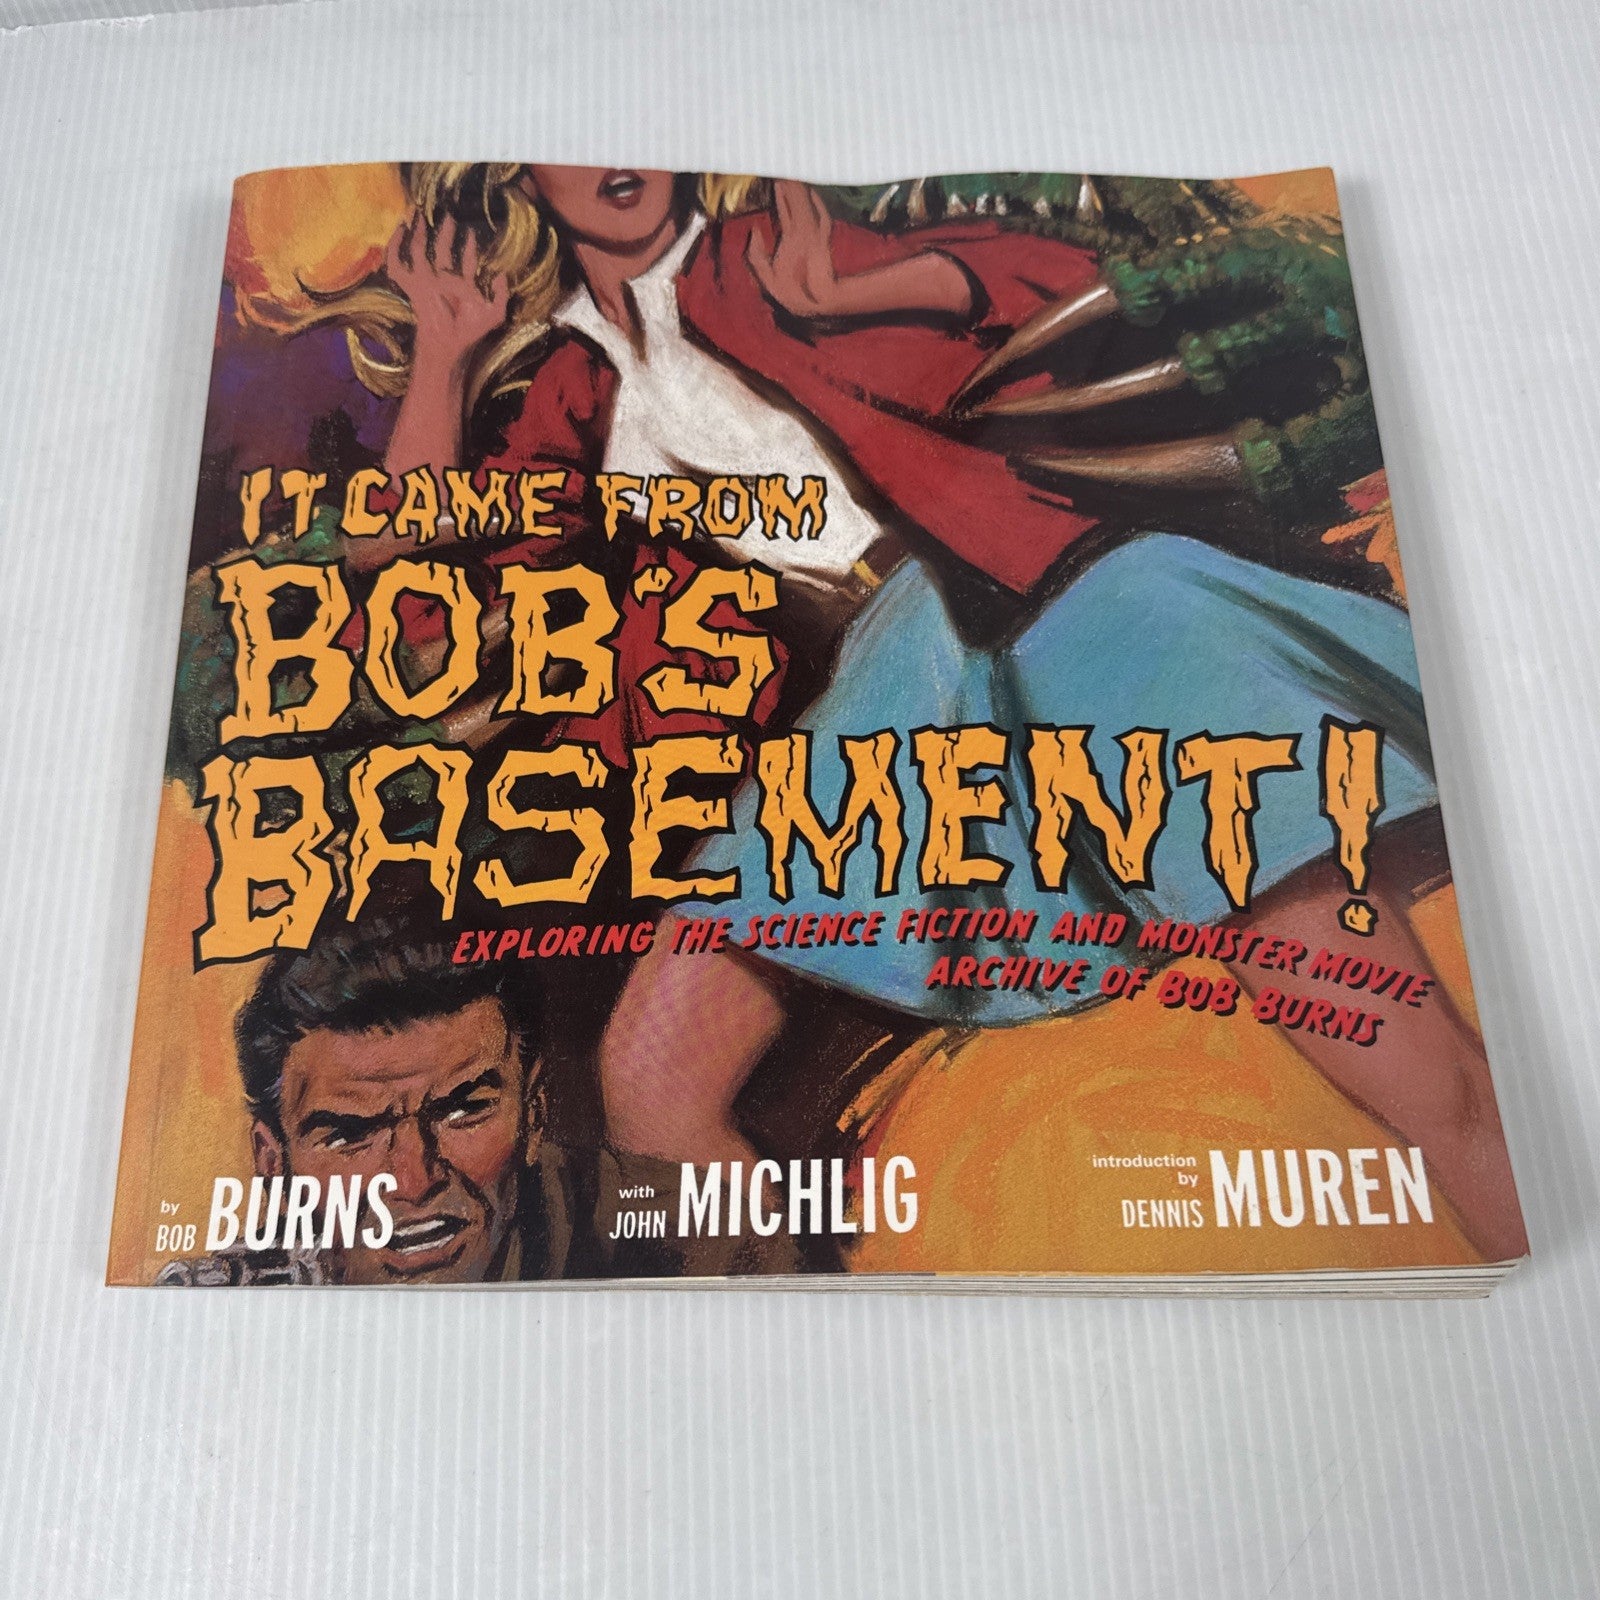 IT CAME FROM
BOB'S
BASEMENT!
EXPLORING THE SCIENCE FICTION AND MONSTER MOVIE
ARCHIVE OF BOB BURNS
by
BOB BURNS
with
JOHN MICHLIG
introduction
by
DENNIS MUREN